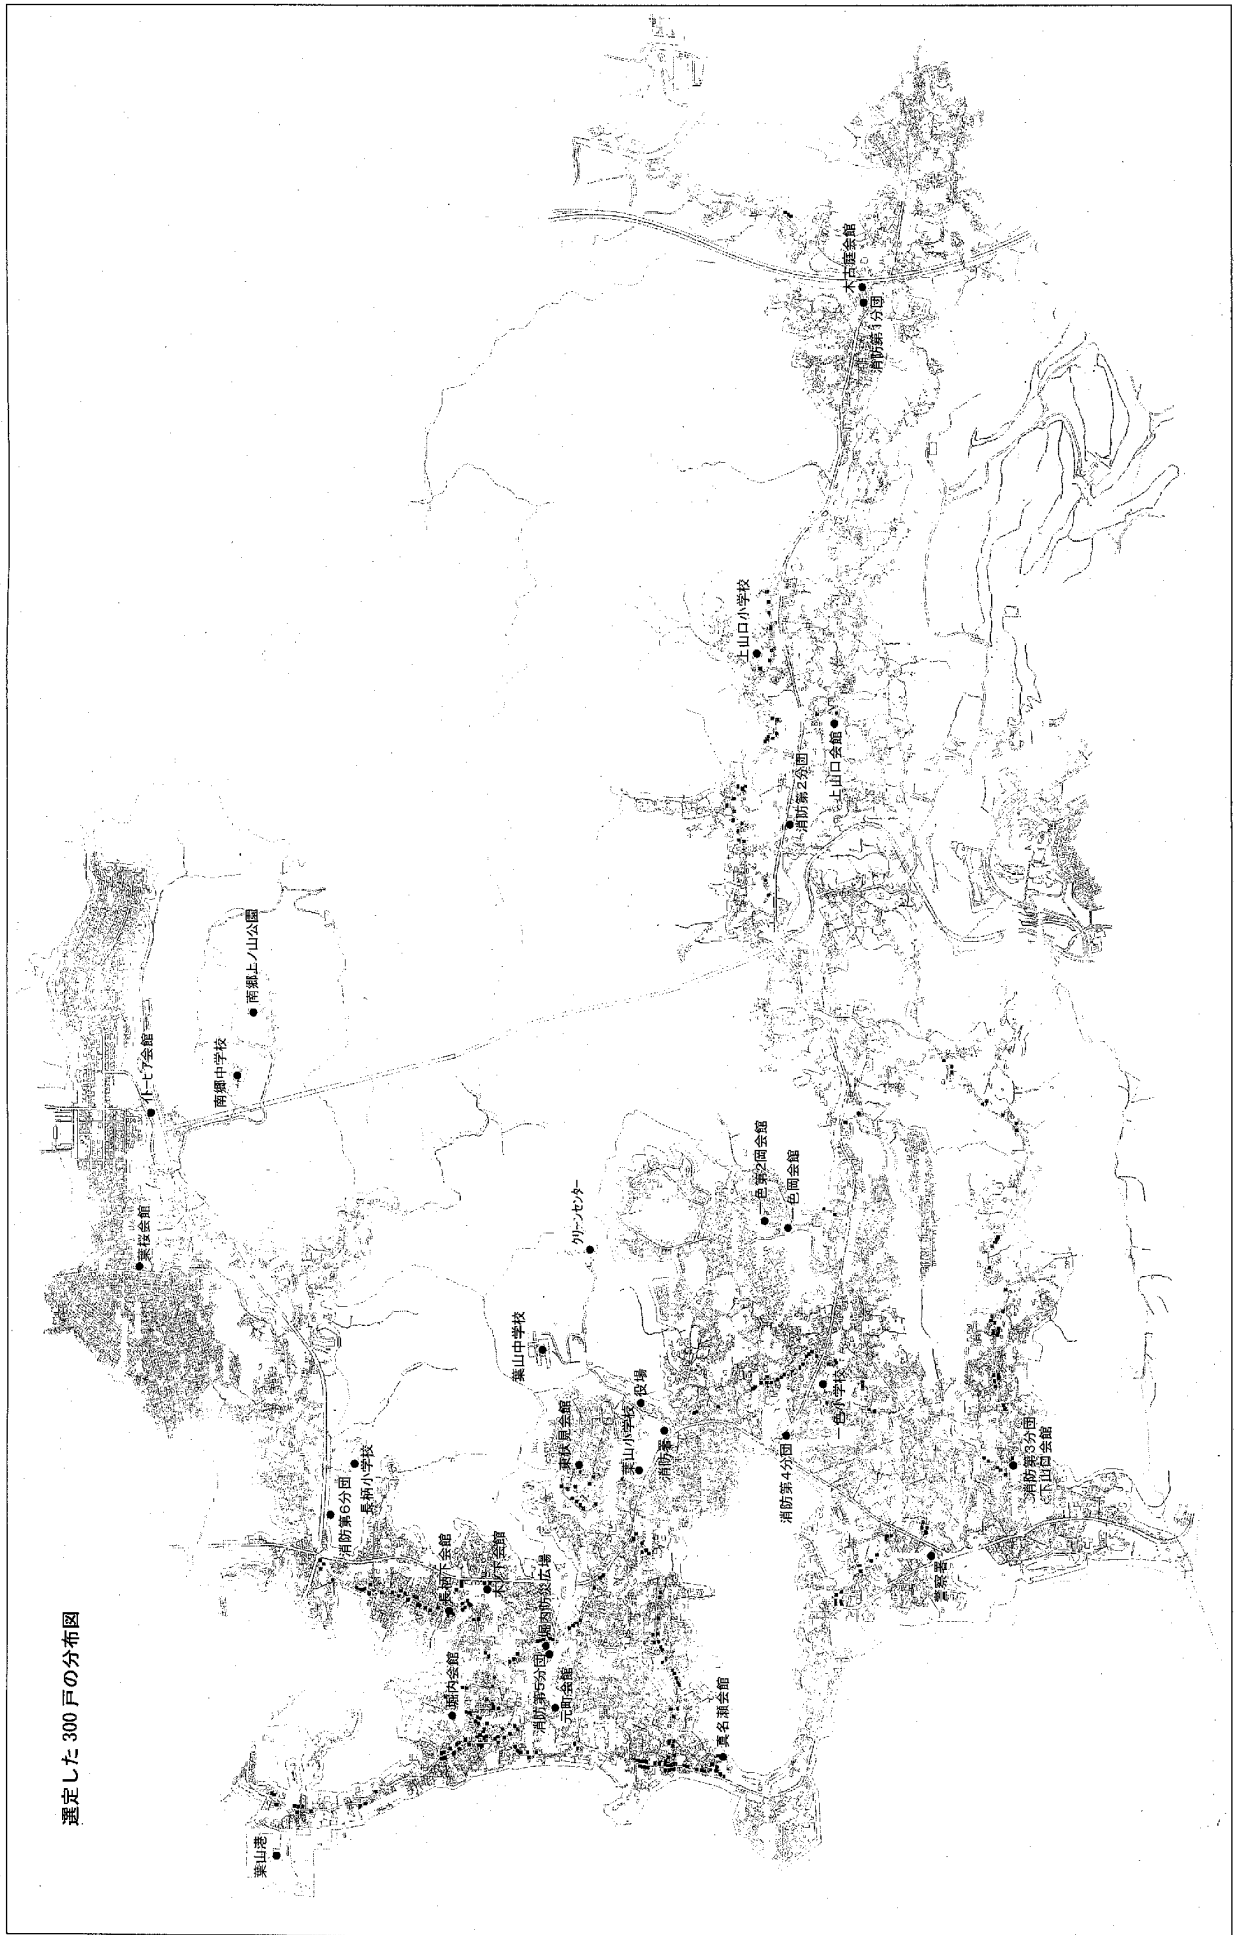 選定した 300 戸の分布図
葉山港
イトーピア会館
葉桜会館
南郷中学校
南郷上ノ山公園
消防第6分団
長柄小学校
長柄下会館
木の下会館
堀内会館
堀内防災広場
消防第5分団
元町会館
真名瀬会館
葉山中学校
クリーンセンター
東伏見会館
葉山小学校
役場
消防署
一色第2岡会館
一色岡会館
消防第4分団
一色小学校
警察署
消防第3分団
下山口会館
上山口小学校
消防第2分団
上山口会館
木古庭会館
消防第1分団